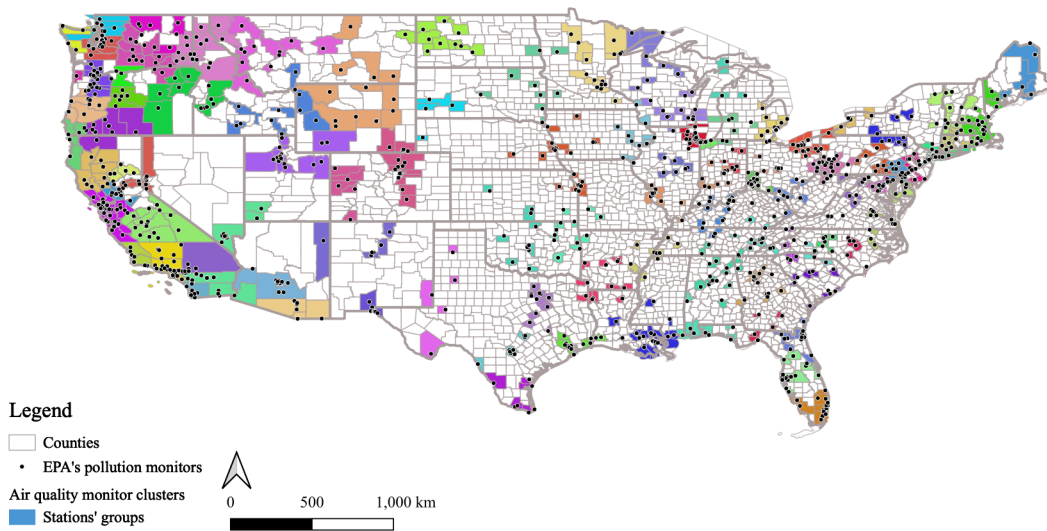 Legend
Counties
EPA's pollution monitors
Air quality monitor clusters
Stations' groups
0 500 1,000 km